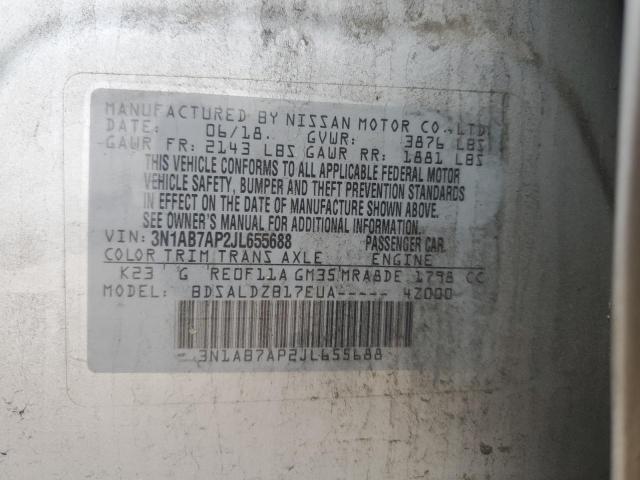 MANUFACTURED BY NISSAN MOTOR CO.,LTD.
DATE: 06/18. GVWR: 3876 LBS
GAWR FR: 2143 LBS GAWR RR: 1881 LBS
THIS VEHICLE CONFORMS TO ALL APPLICABLE FEDERAL MOTOR
VEHICLE SAFETY, BUMPER AND THEFT PREVENTION STANDARDS
IN EFFECT ON THE DATE OF MANUFACTURE SHOWN ABOVE.
SEE OWNER'S MANUAL FOR ADDITIONAL INFORMATION.
VIN: 3N1AB7AP2JL655688 PASSENGER CAR.
COLOR TRIM TRANS AXLE ENGINE
K23 G RE0F11A GM35 MRA8DE 1798 CC
MODEL: BDSALDZB17EUA----- 4Z000
3N1AB7AP2JL655688